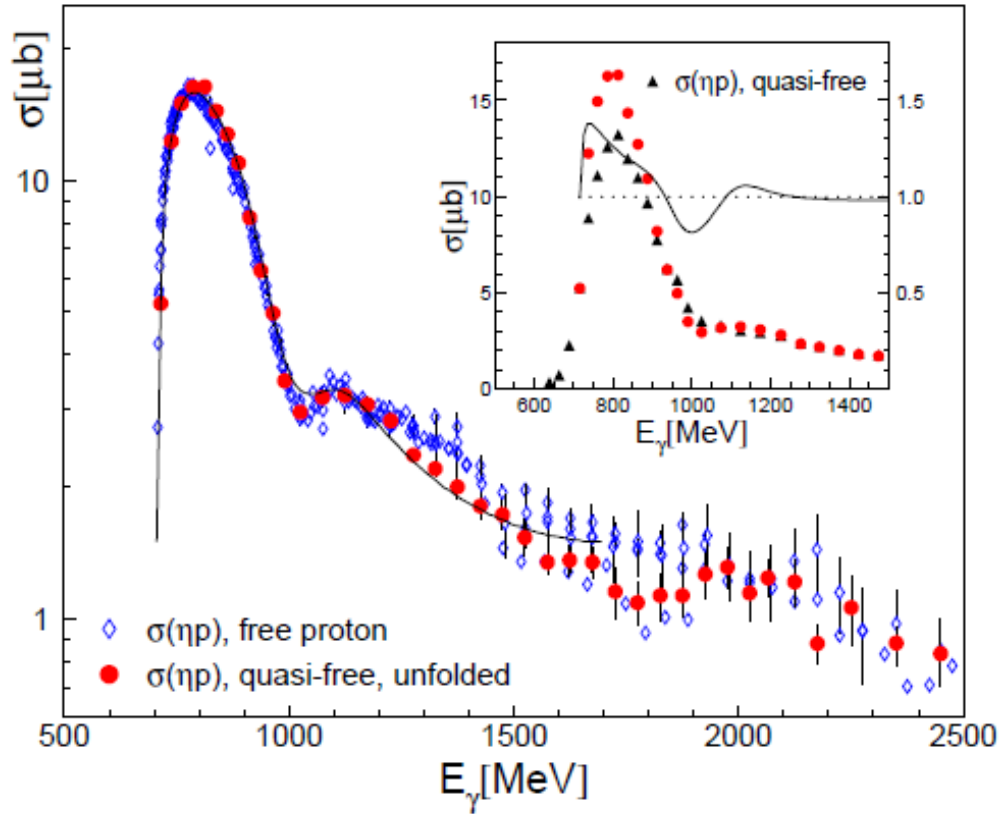 σ[μb]
10
1
500
1000
1500
2000
2500
E_γ[MeV]
σ(ηp), free proton
σ(ηp), quasi-free, unfolded
σ(ηp), quasi-free
σ[μb]
15
10
5
0
1.5
1.0
0.5
0
600
800
1000
1200
1400
E_γ[MeV]